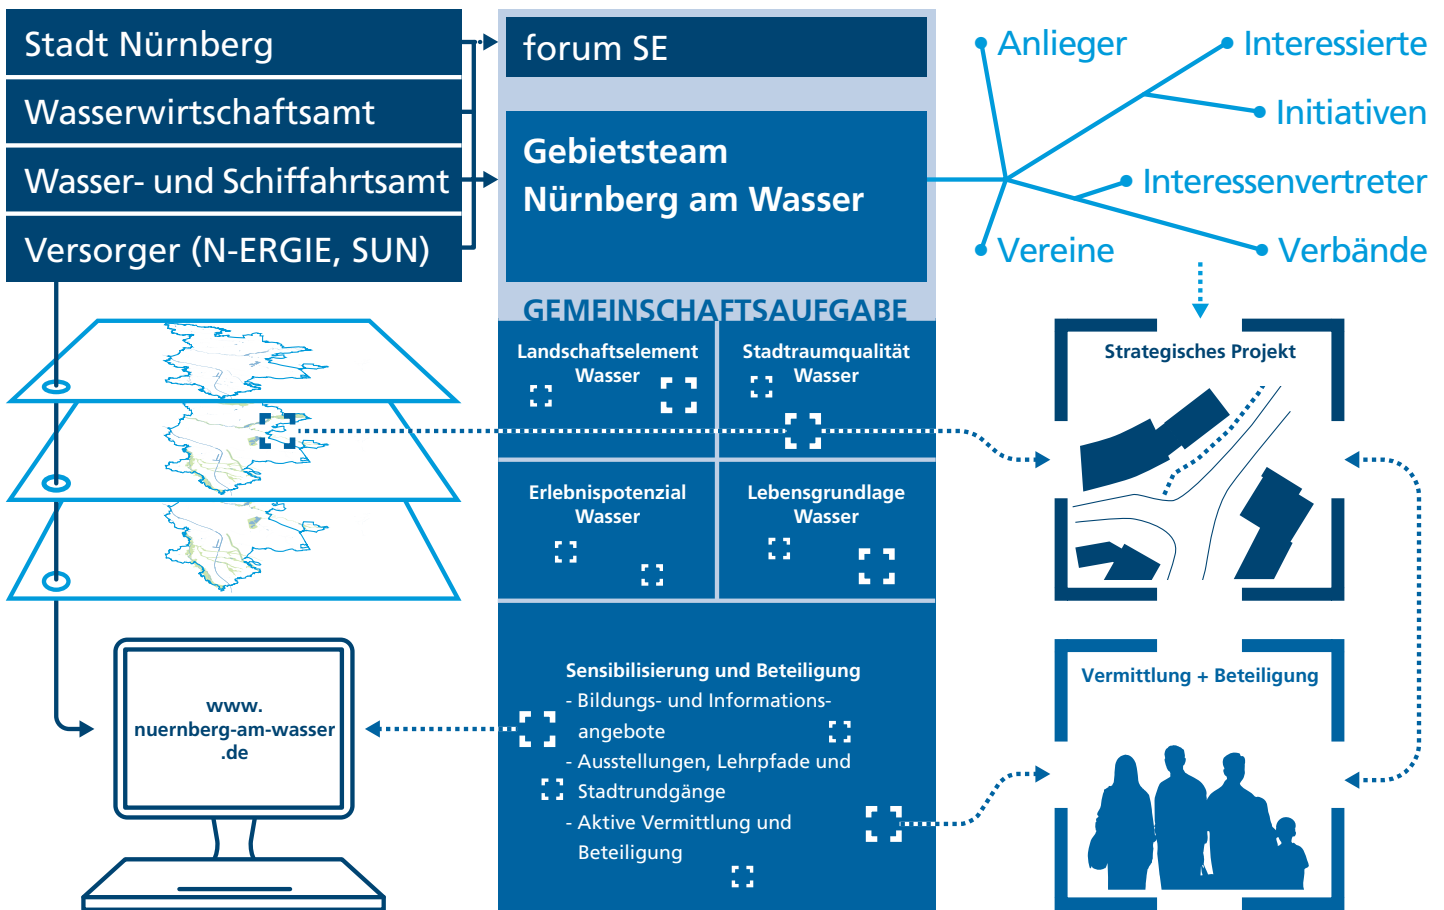 Stadt Nürnberg
Wasserwirtschaftsamt
Wasser- und Schiffahrtsamt
Versorger (N-ERGIE, SUN)
forum SE
Gebietsteam
Nürnberg am Wasser
GEMEINSCHAFTSAUFGABE
Anlieger
Interessierte
Initiativen
Interessenvertreter
Vereine
Verbände
Landschaftselement
Wasser
Stadtraumqualität
Wasser
Erlebnispotenzial
Wasser
Lebensgrundlage
Wasser
Strategisches Projekt
www.
nuernberg-am-wasser
.de
Sensibilisierung und Beteiligung
- Bildungs- und Informations-
angebote
- Ausstellungen, Lehrpfade und
Stadtrundgänge
- Aktive Vermittlung und
Beteiligung
Vermittlung + Beteiligung